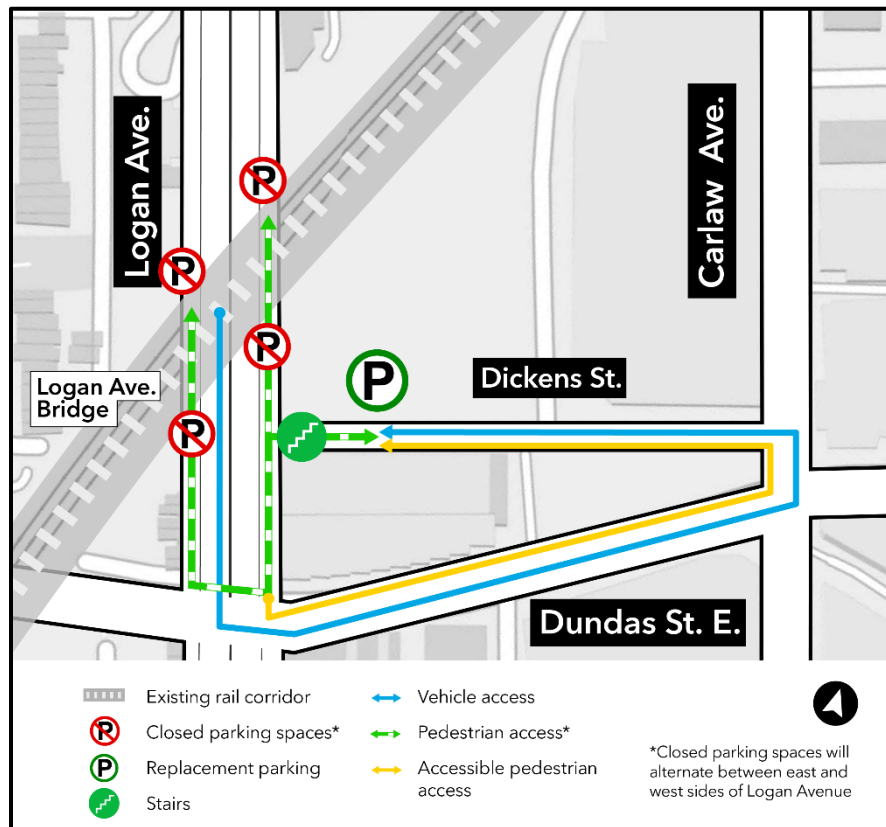 Logan Ave.
Carlaw Ave.
P
P
P
P
Logan Ave.
Bridge
P
Dickens St.
Dundas St. E.
Existing rail corridor
Vehicle access
P
Closed parking spaces*
Pedestrian access*
P
Replacement parking
Accessible pedestrian
access
Stairs
*Closed parking spaces will
alternate between east and
west sides of Logan Avenue